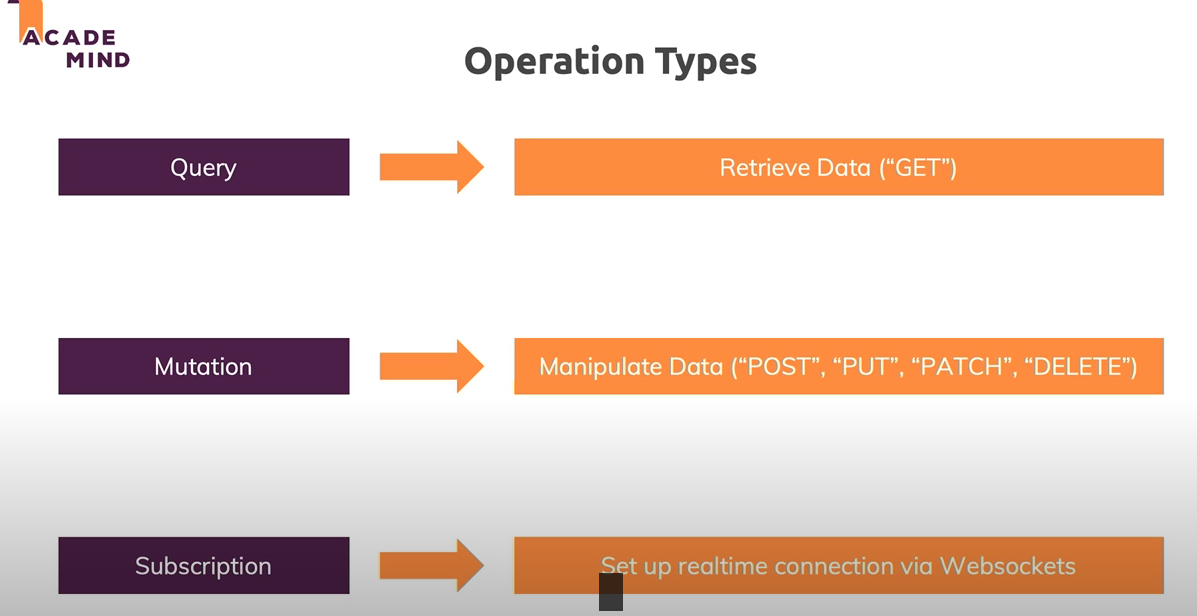 ACADE
MIND
Operation Types
Query
Retrieve Data (“GET”)
Mutation
Manipulate Data (“POST”, “PUT”, “PATCH”, “DELETE”)
Subscription
Set up realtime connection via Websockets